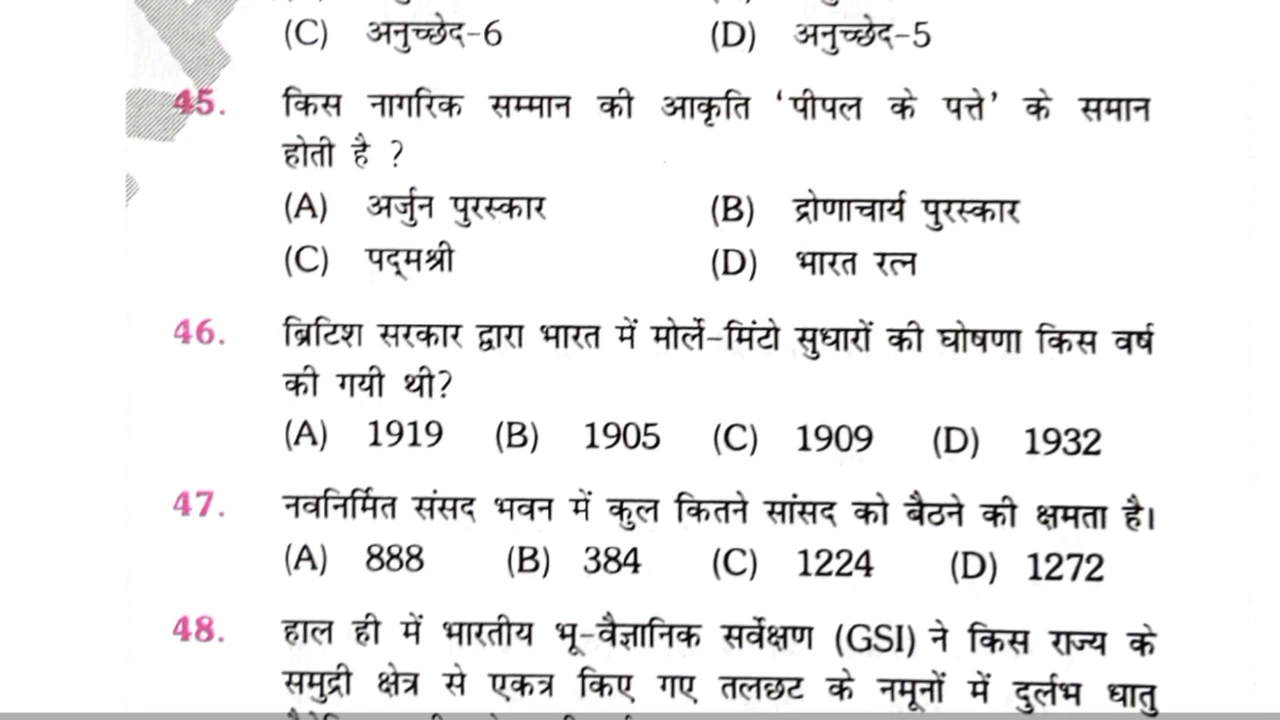 (C) अनुच्छेद-6 (D) अनुच्छेद-5
45. किस नागरिक सम्मान की आकृति 'पीपल के पत्ते' के समान
होती है ?
(A) अर्जुन पुरस्कार (B) द्रोणाचार्य पुरस्कार
(C) पद्मश्री (D) भारत रत्न
46. ब्रिटिश सरकार द्वारा भारत में मोर्ले-मिंटो सुधारों की घोषणा किस वर्ष
की गयी थी?
(A) 1919 (B) 1905 (C) 1909 (D) 1932
47. नवनिर्मित संसद भवन में कुल कितने सांसद को बैठने की क्षमता है।
(A) 888 (B) 384 (C) 1224 (D) 1272
48. हाल ही में भारतीय भू-वैज्ञानिक सर्वेक्षण (GSI) ने किस राज्य के
समुद्री क्षेत्र से एकत्र किए गए तलछट के नमूनों में दुर्लभ धातु